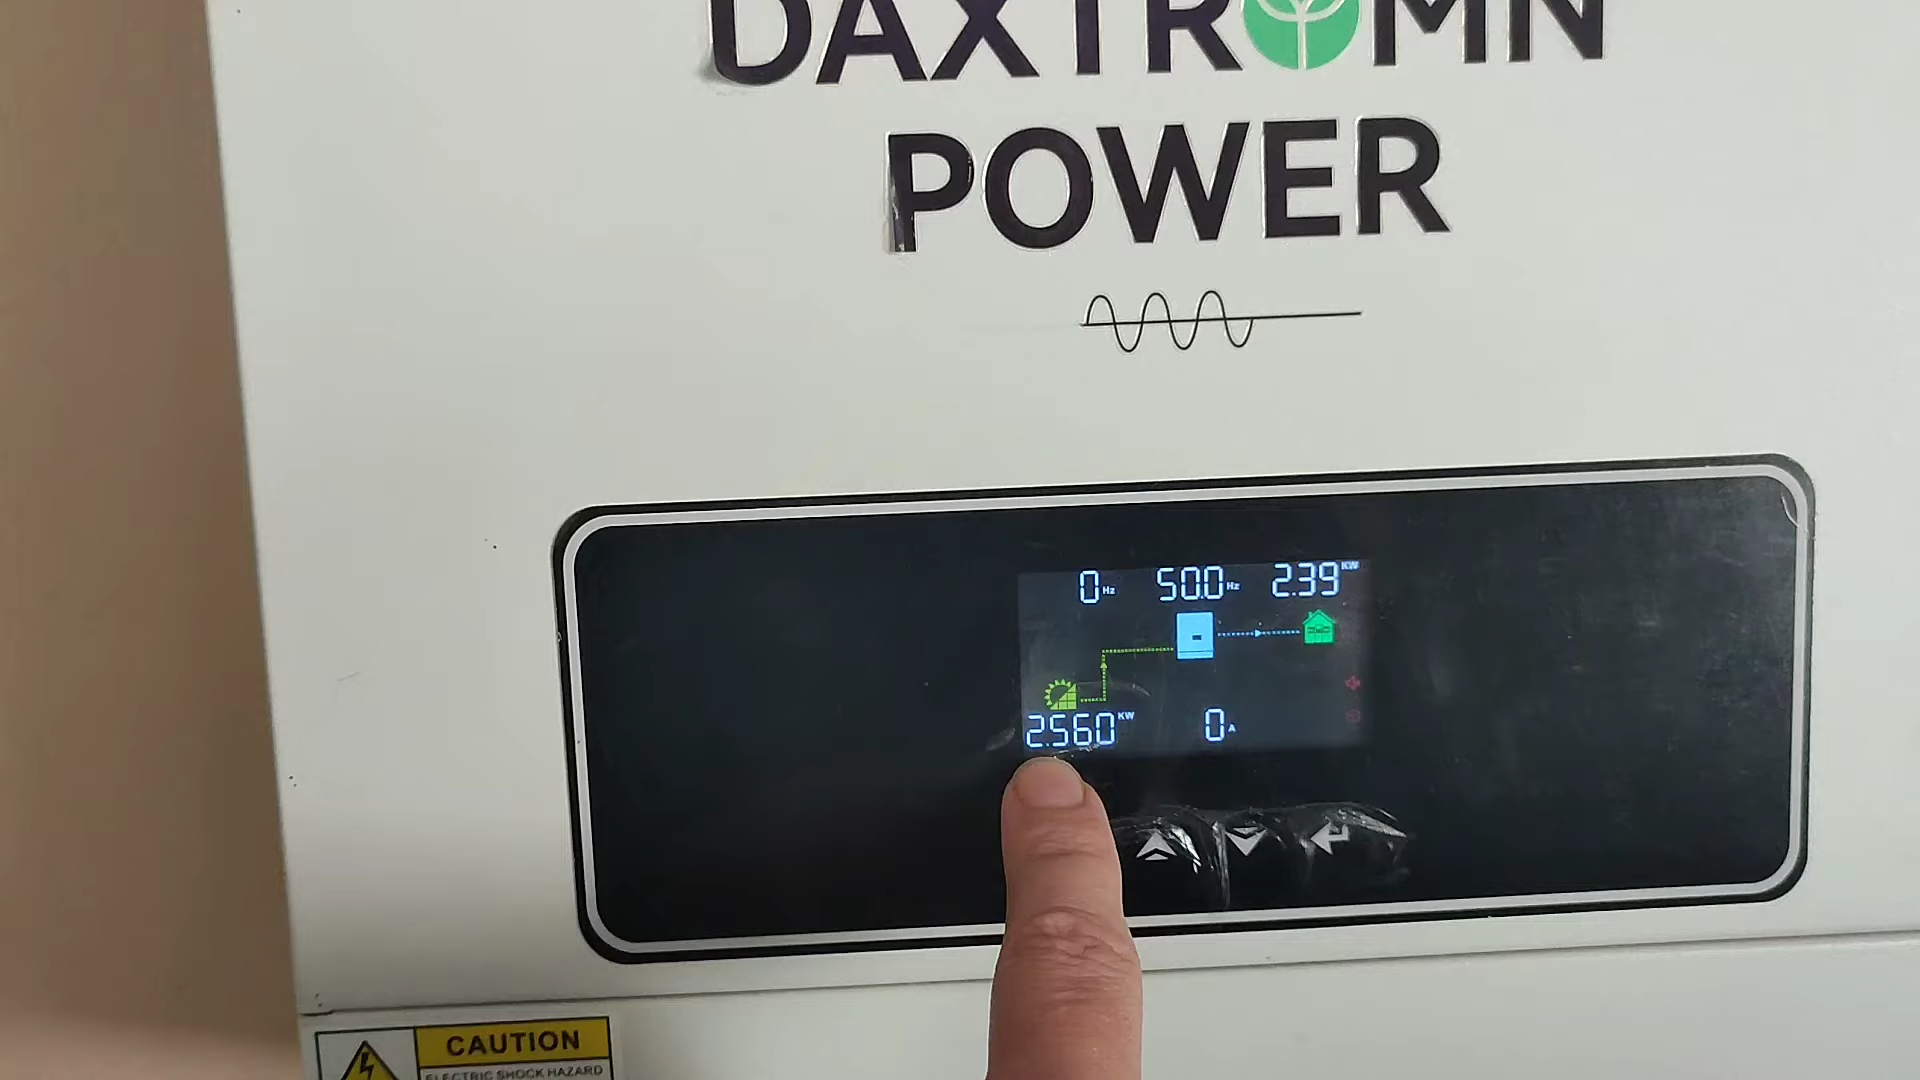 DAXTROMN
POWER
0 Hz 50.0 Hz 2.39 KW
2.560 KW 0 A
CAUTION
ELECTRIC SHOCK HAZARD